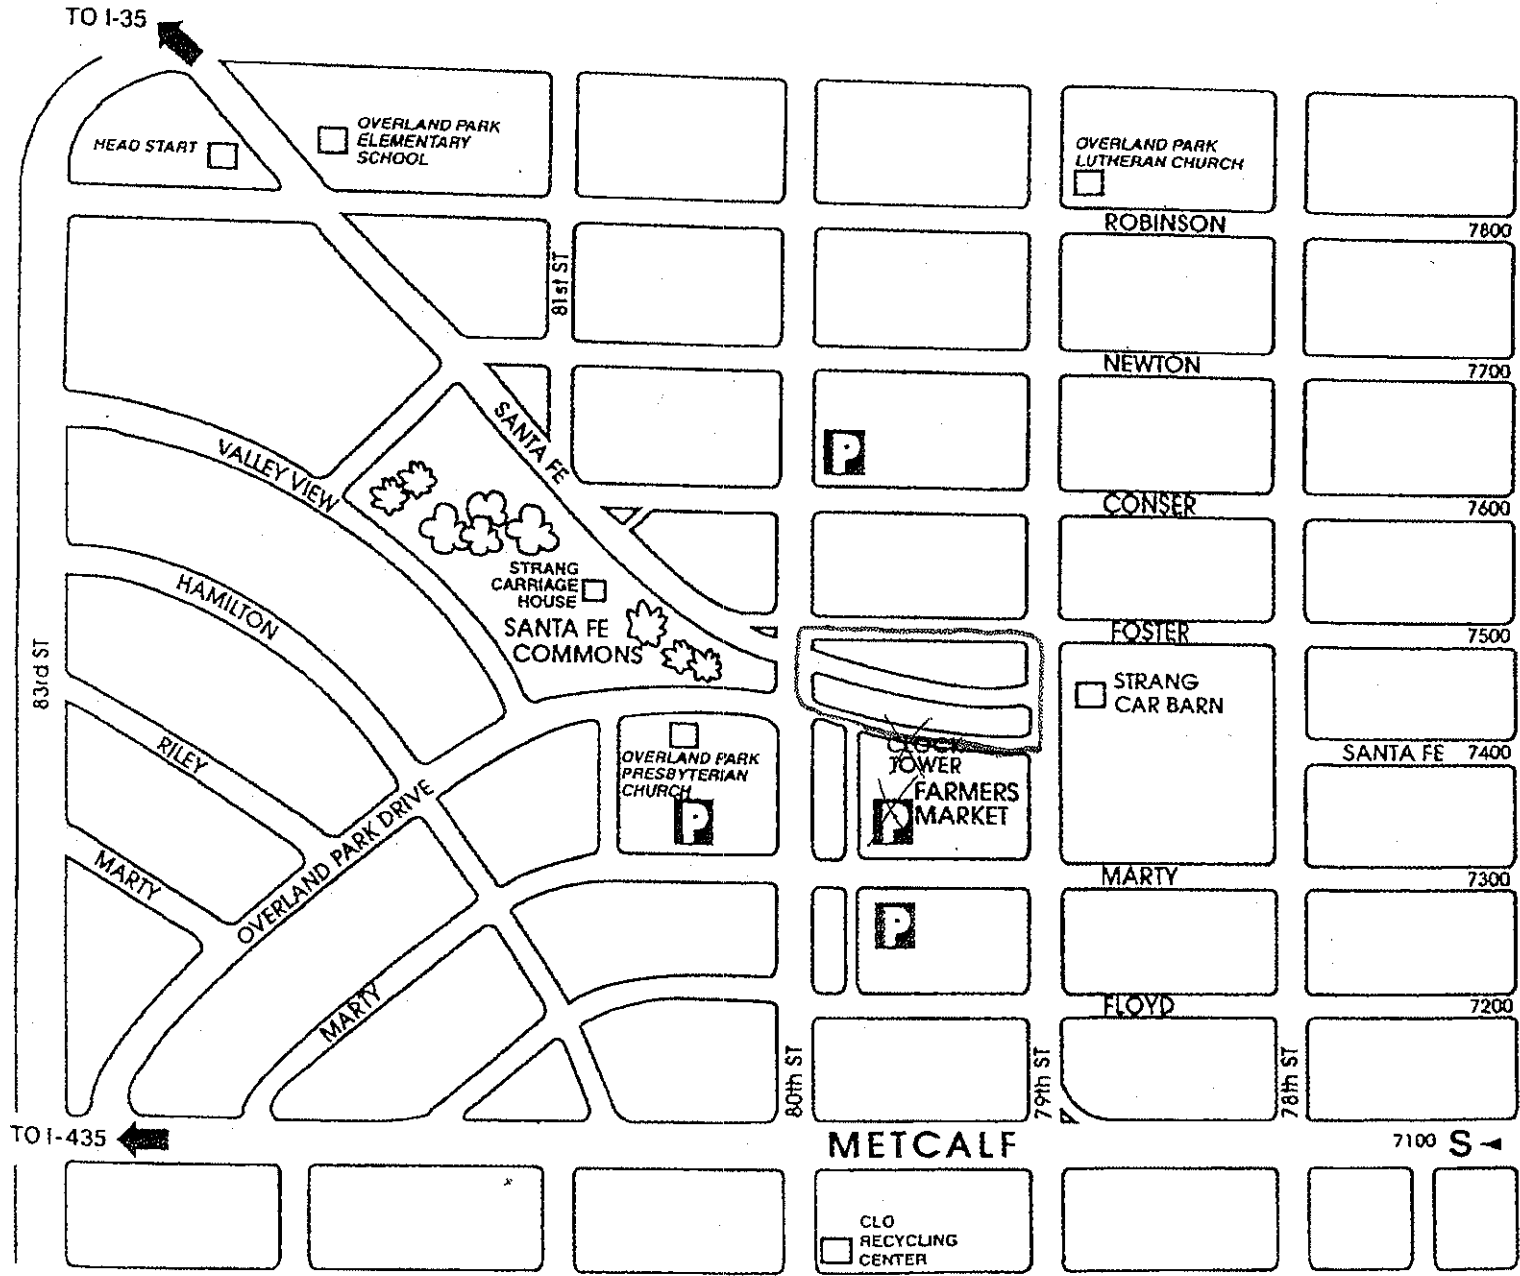 TO I-35
HEAD START
OVERLAND PARK
ELEMENTARY
SCHOOL
OVERLAND PARK
LUTHERAN CHURCH
ROBINSON
7800
81st ST
NEWTON
7700
SANTA FE
P
VALLEY VIEW
CONSER
7600
STRANG
CARRIAGE
HOUSE
SANTA FE
COMMONS
HAMILTON
FOSTER
7500
83rd ST
STRANG
CAR BARN
RILEY
OVERLAND PARK
PRESBYTERIAN
CHURCH
P
CLOCK
TOWER
FARMERS
MARKET
P
SANTA FE 7400
MARTY
OVERLAND PARK DRIVE
MARTY
7300
P
MARTY
FLOYD
7200
80th ST
79th ST
78th ST
TO I-435
METCALF
7100 S
CLO
RECYCLING
CENTER